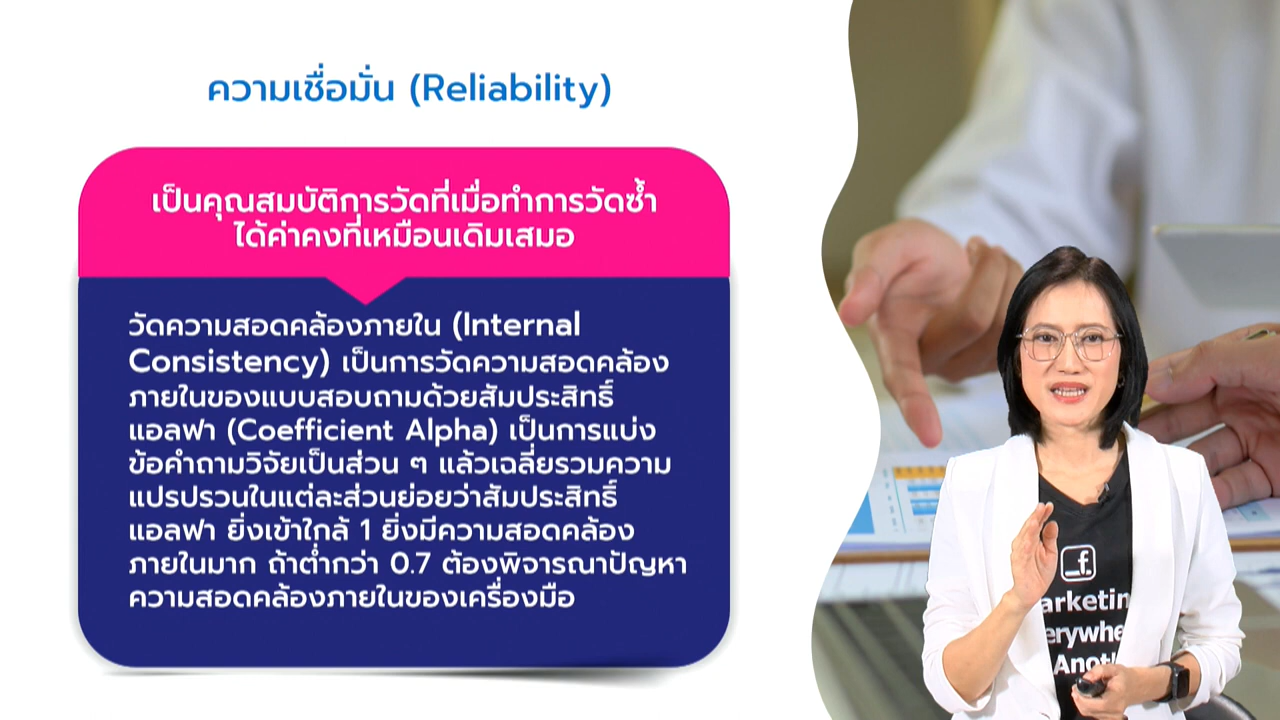 ความเชื่อมั่น (Reliability)
เป็นคุณสมบัติการวัดที่เมื่อทำการวัดซ้ำ
ได้ค่าคงที่เหมือนเดิมเสมอ
วัดความสอดคล้องภายใน (Internal
Consistency) เป็นการวัดความสอดคล้อง
ภายในของแบบสอบถามด้วยสัมประสิทธิ์
แอลฟา (Coefficient Alpha) เป็นการแบ่ง
ข้อคำถามวิจัยเป็นส่วน ๆ แล้วเฉลี่ยรวมความ
แปรปรวนในแต่ละส่วนย่อยว่าสัมประสิทธิ์
แอลฟา ยิ่งเข้าใกล้ 1 ยิ่งมีความสอดคล้อง
ภายในมาก ถ้าต่ำกว่า 0.7 ต้องพิจารณาปัญหา
ความสอดคล้องภายในของเครื่องมือ
f
arketin
erywhe
Anoth